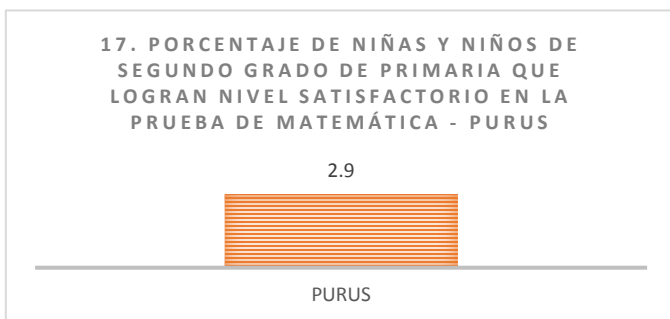 17. PORCENTAJE DE NIÑAS Y NIÑOS DE
SEGUNDO GRADO DE PRIMARIA QUE
LOGRAN NIVEL SATISFACTORIO EN LA
PRUEBA DE MATEMÁTICA - PURUS
2.9
PURUS